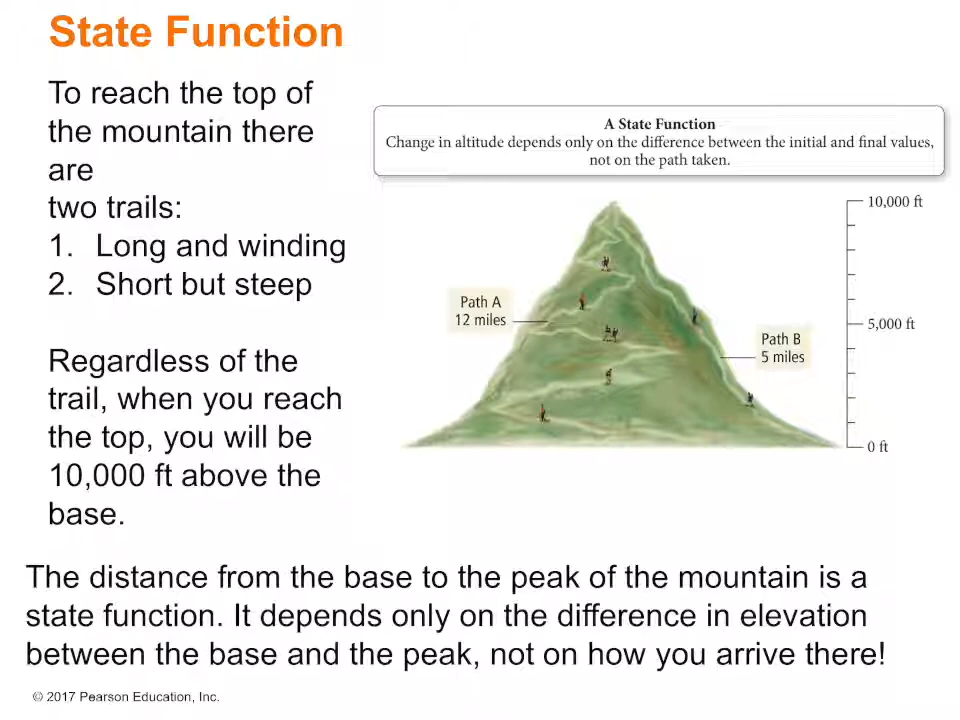 State Function
To reach the top of
the mountain there
are
two trails:
1. Long and winding
2. Short but steep
Regardless of the
trail, when you reach
the top, you will be
10,000 ft above the
base.
A State Function
Change in altitude depends only on the difference between the initial and final values,
not on the path taken.
10,000 ft
Path A
12 miles
5,000 ft
Path B
5 miles
0 ft
The distance from the base to the peak of the mountain is a
state function. It depends only on the difference in elevation
between the base and the peak, not on how you arrive there!
© 2017 Pearson Education, Inc.